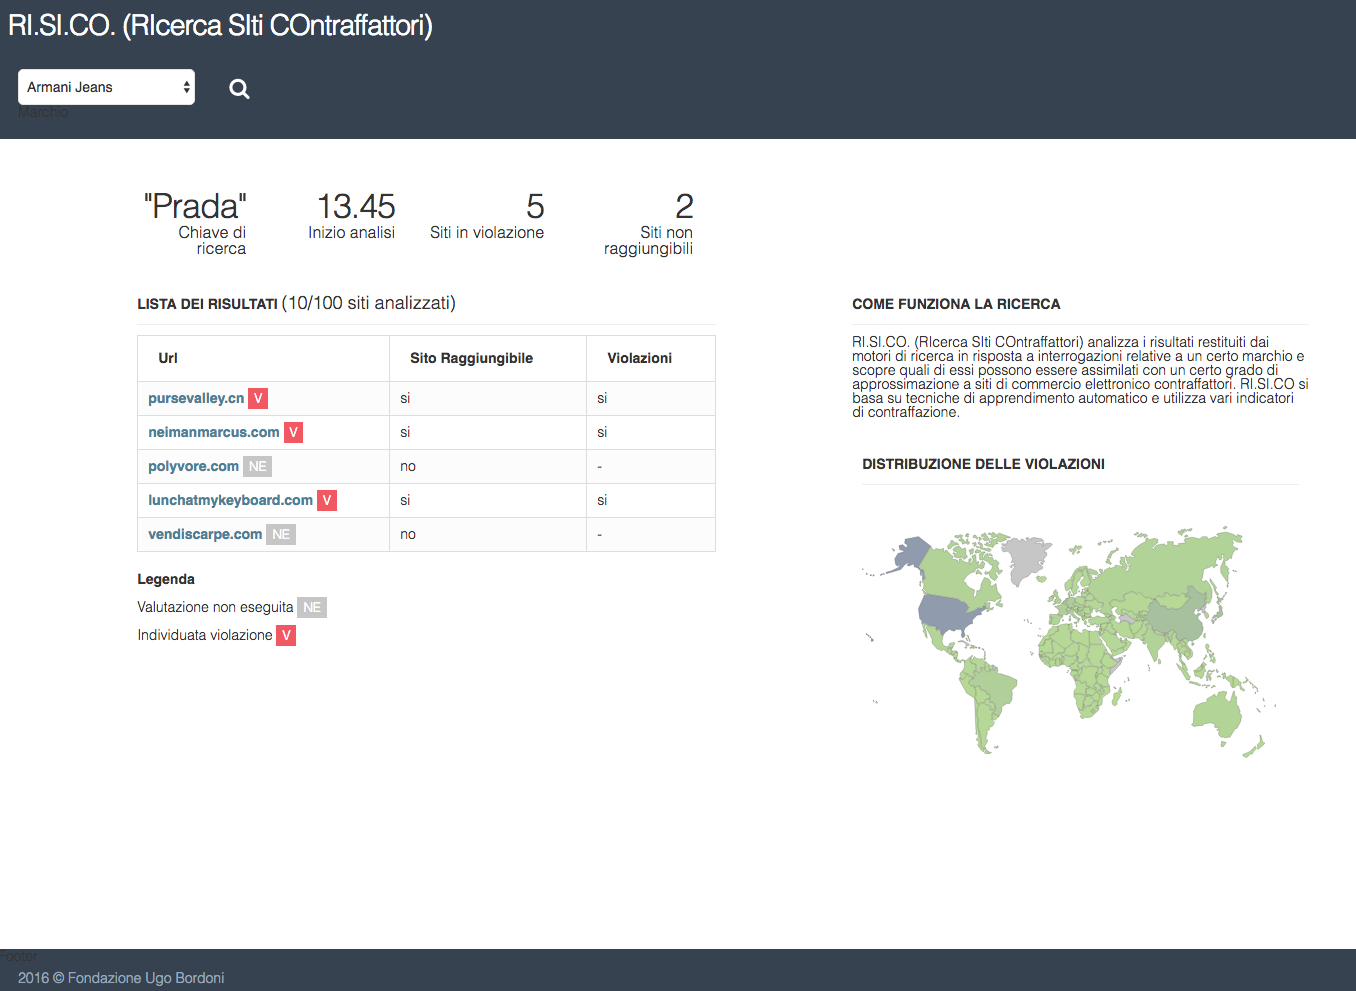 RI.SI.CO. (RIcerca SIti COntraffattori)
Armani Jeans
Marchio
"Prada"
Chiave di
ricerca
13.45
Inizio analisi
5
Siti in violazione
2
Siti non
raggiungibili
LISTA DEI RISULTATI (10/100 siti analizzati)
Url Sito Raggiungibile Violazioni
pursevalley.cn V si si
neimanmarcus.com V si si
polyvore.com NE no -
lunchatmykeyboard.com V si si
vendiscarpe.com NE no -
Legenda
Valutazione non eseguita NE
Individuata violazione V
COME FUNZIONA LA RICERCA
RI.SI.CO. (RIcerca SIti COntraffattori) analizza i risultati restituiti dai
motori di ricerca in risposta a interrogazioni relative a un certo marchio e
scopre quali di essi possono essere assimilati con un certo grado di
approssimazione a siti di commercio elettronico contraffattori. RI.SI.CO si
basa su tecniche di apprendimento automatico e utilizza vari indicatori
di contraffazione.
DISTRIBUZIONE DELLE VIOLAZIONI
Footer
2016 © Fondazione Ugo Bordoni